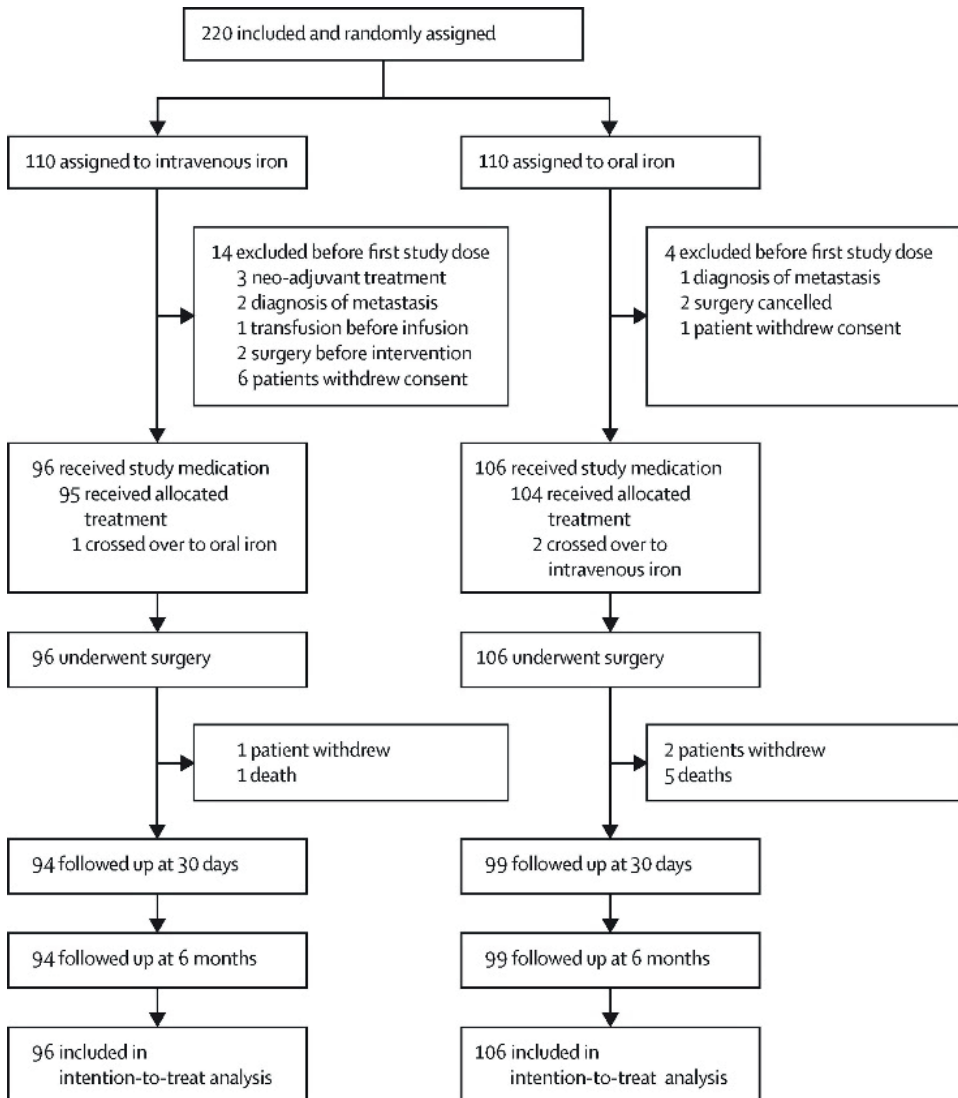 220 included and randomly assigned
110 assigned to intravenous iron
110 assigned to oral iron
14 excluded before first study dose
3 neo-adjuvant treatment
2 diagnosis of metastasis
1 transfusion before infusion
2 surgery before intervention
6 patients withdrew consent
4 excluded before first study dose
1 diagnosis of metastasis
2 surgery cancelled
1 patient withdrew consent
96 received study medication
95 received allocated
treatment
1 crossed over to oral iron
106 received study medication
104 received allocated
treatment
2 crossed over to
intravenous iron
96 underwent surgery
106 underwent surgery
1 patient withdrew
1 death
2 patients withdrew
5 deaths
94 followed up at 30 days
99 followed up at 30 days
94 followed up at 6 months
99 followed up at 6 months
96 included in
intention-to-treat analysis
106 included in
intention-to-treat analysis